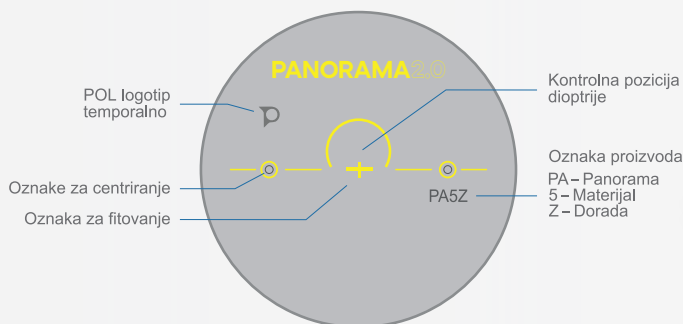 PANORAMA2.0
POL logotip
temporalno
Kontrolna pozicija
dioptrije
Oznake za centriranje
Oznaka za fitovanje
PA5Z
Oznaka proizvoda
PA – Panorama
5 – Materijal
Z – Dorada